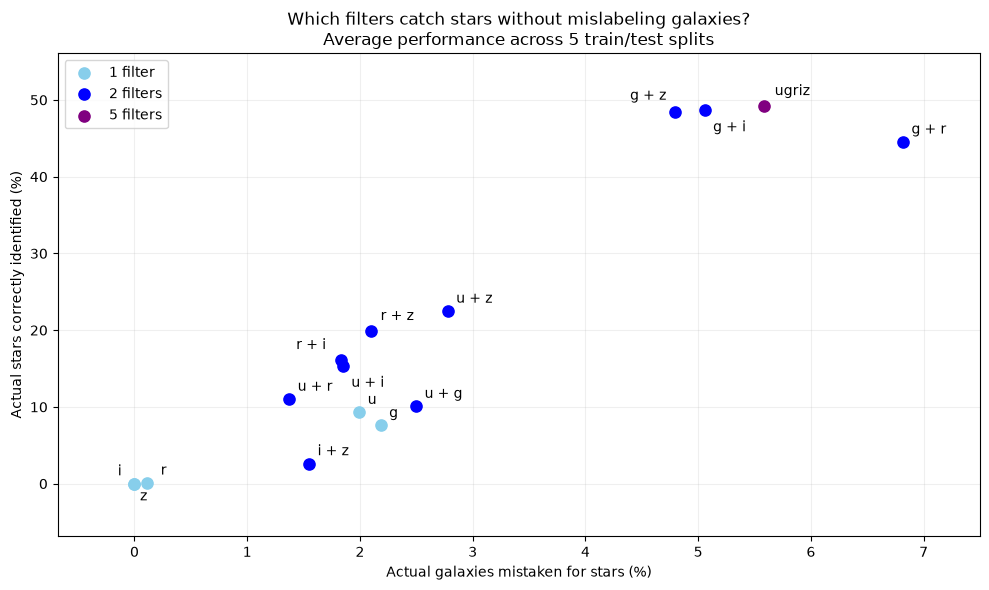 Which filters catch stars without mislabeling galaxies?
Average performance across 5 train/test splits
1 filter
2 filters
5 filters
Actual stars correctly identified (%)
50
40
30
20
10
0
ugriz
g + z
g + i
g + r
u + z
r + z
r + i
u + i
u + r
u
u + g
g
i + z
i
r
z
0
1
2
3
4
5
6
7
Actual galaxies mistaken for stars (%)